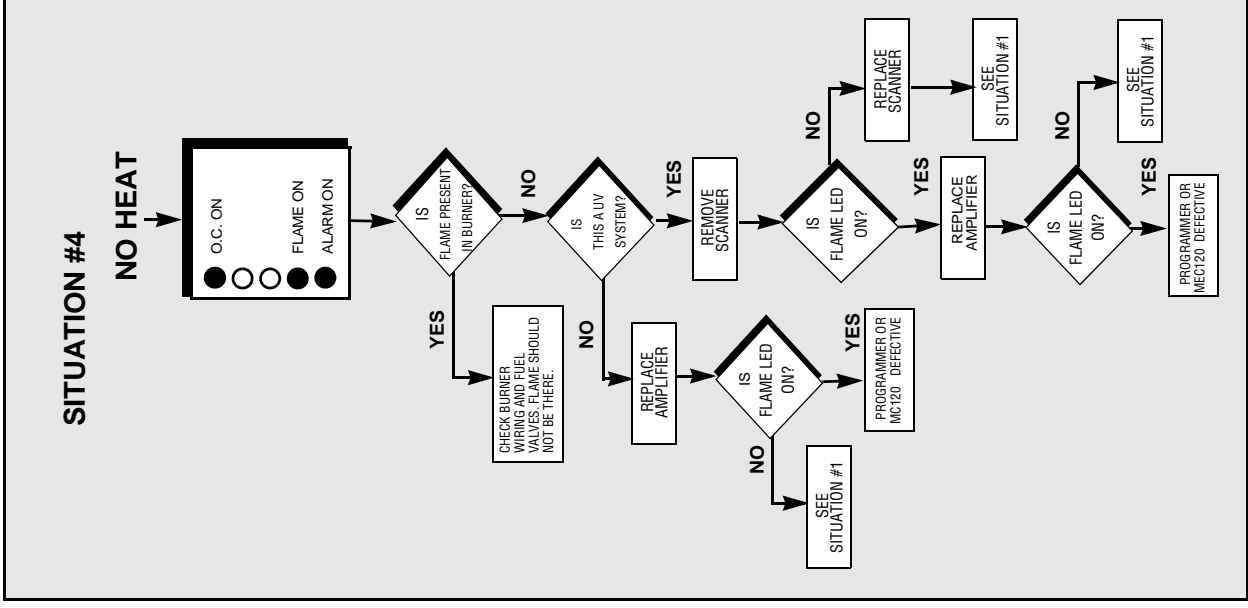 SITUATION #4
NO HEAT
O.C. ON
FLAME ON
ALARM ON
IS
FLAME PRESENT
IN BURNER?
YES
NO
CHECK BURNER
WIRING AND FUEL
VALVES. FLAME SHOULD
NOT BE THERE.
IS
THIS A UV
SYSTEM?
NO
YES
REPLACE
AMPLIFIER
REMOVE
SCANNER
IS
FLAME LED
ON?
NO
YES
SEE
SITUATION #1
PROGRAMMER OR
MC120 DEFECTIVE
IS
FLAME LED
ON?
NO
YES
REPLACE
SCANNER
SEE
SITUATION #1
REPLACE
AMPLIFIER
IS
FLAME LED
ON?
NO
YES
SEE
SITUATION #1
PROGRAMMER OR
MEC120 DEFECTIVE